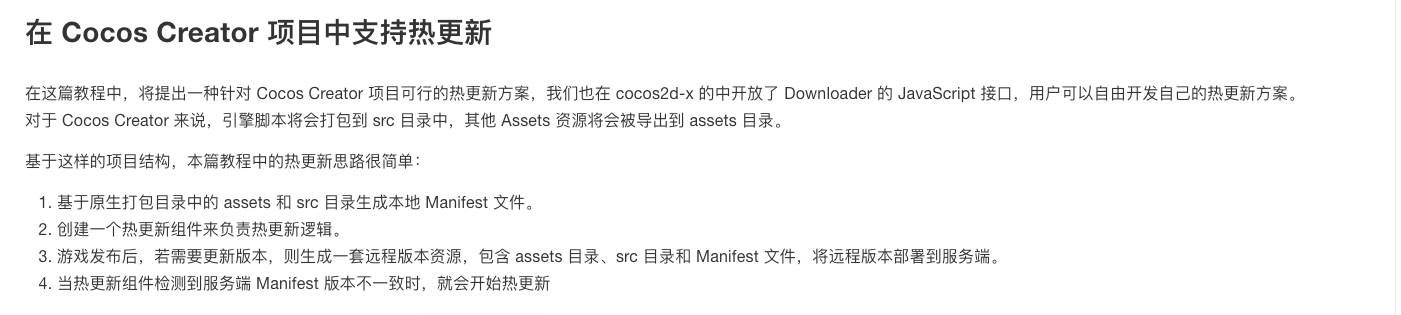 在 Cocos Creator 项目中支持热更新
在这篇教程中，将提出一种针对 Cocos Creator 项目可行的热更新方案，我们也在 cocos2d-x 的中开放了 Downloader 的 JavaScript 接口，用户可以自由开发自己的热更新方案。
对于 Cocos Creator 来说，引擎脚本将会打包到 src 目录中，其他 Assets 资源将会被导出到 assets 目录。
基于这样的项目结构，本篇教程中的热更新思路很简单：
1. 基于原生打包目录中的 assets 和 src 目录生成本地 Manifest 文件。
2. 创建一个热更新组件来负责热更新逻辑。
3. 游戏发布后，若需要更新版本，则生成一套远程版本资源，包含 assets 目录、src 目录和 Manifest 文件，将远程版本部署到服务端。
4. 当热更新组件检测到服务端 Manifest 版本不一致时，就会开始热更新